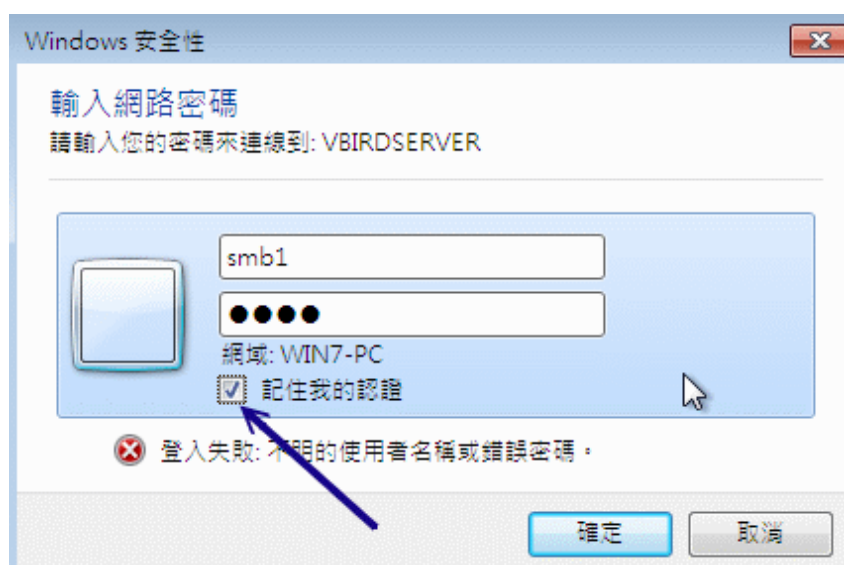 Windows 安全性
輸入網路密碼
請輸入您的密碼來連線到: VBIRDSERVER
smb1
●●●●
網域: WIN7-PC
記住我的認證
登入失敗: 不明的使用者名稱或錯誤密碼。
確定
取消